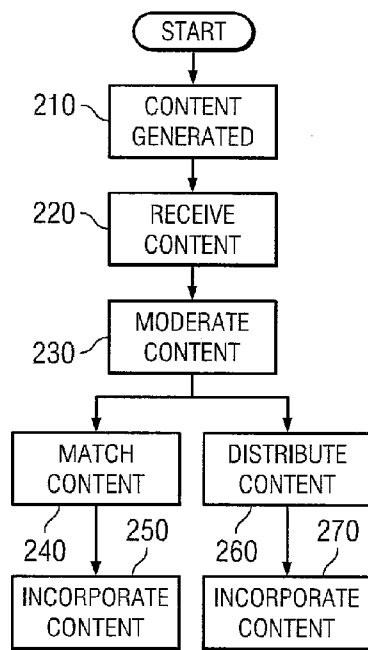 START
210
CONTENT
GENERATED
220
RECEIVE
CONTENT
230
MODERATE
CONTENT
MATCH
CONTENT
DISTRIBUTE
CONTENT
240
250
260
270
INCORPORATE
CONTENT
INCORPORATE
CONTENT